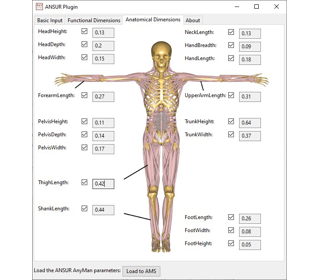 ANSUR Plugin
Basic Input Functional Dimensions Anatomical Dimensions About
HeadHeight: 0.13
HeadDepth: 0.2
HeadWidth: 0.15
ForearmLength: 0.27
PelvisHeight: 0.11
PelvisDepth: 0.14
PelvisWidth: 0.17
ThighLength: 0.42
ShankLength: 0.44
NeckLength: 0.13
HandBreadth: 0.09
HandLength: 0.18
UpperArmLength: 0.31
TrunkHeight: 0.64
TrunkWidth: 0.37
FootLength: 0.26
FootWidth: 0.08
FootHeight: 0.05
Load the ANSUR AnyMan parameters: Load to AMS